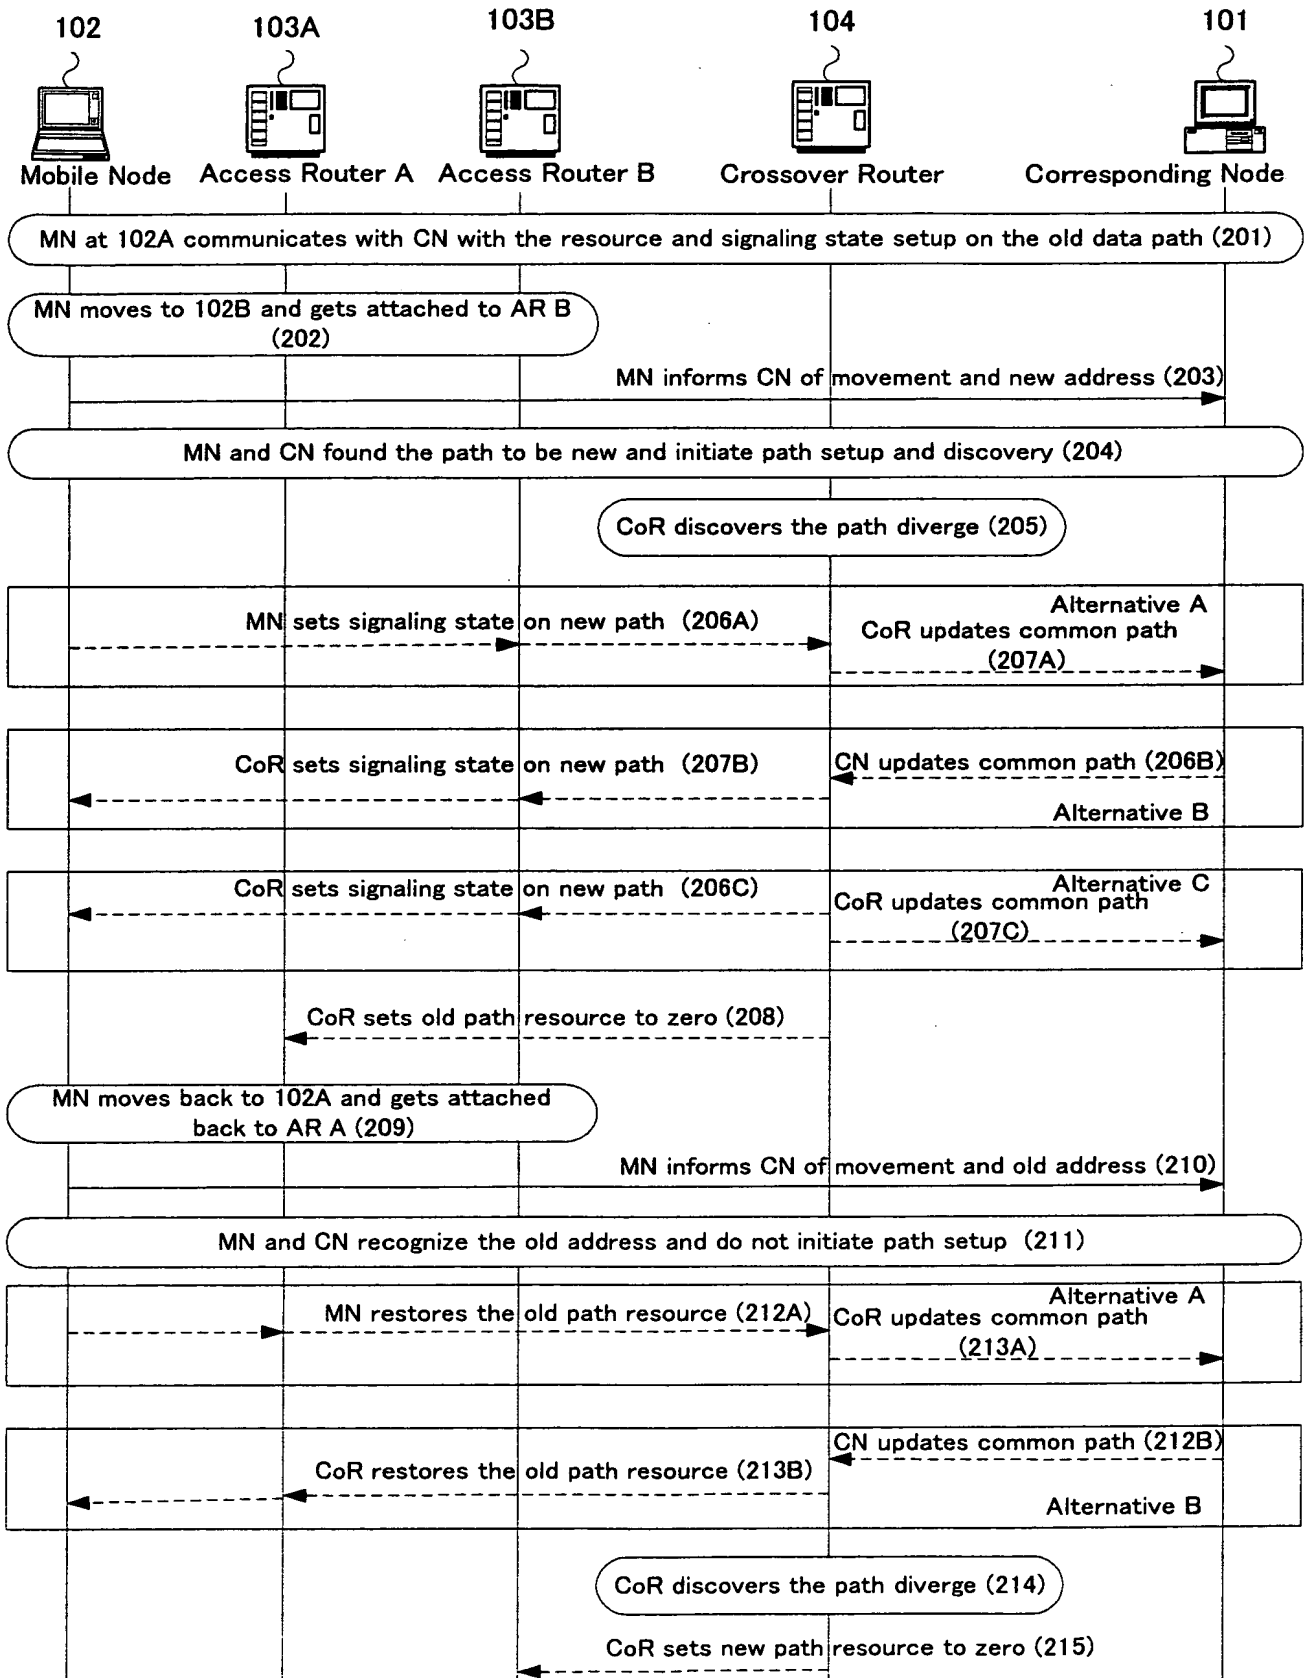 102
103A
103B
104
101
Mobile Node
Access Router A
Access Router B
Crossover Router
Corresponding Node
MN at 102A communicates with CN with the resource and signaling state setup on the old data path (201)
MN moves to 102B and gets attached to AR B
(202)
MN informs CN of movement and new address (203)
MN and CN found the path to be new and initiate path setup and discovery (204)
CoR discovers the path diverge (205)
Alternative A
MN sets signaling state on new path (206A)
CoR updates common path
(207A)
CoR sets signaling state on new path (207B)
CN updates common path (206B)
Alternative B
Alternative C
CoR sets signaling state on new path (206C)
CoR updates common path
(207C)
CoR sets old path resource to zero (208)
MN moves back to 102A and gets attached
back to AR A (209)
MN informs CN of movement and old address (210)
MN and CN recognize the old address and do not initiate path setup (211)
Alternative A
MN restores the old path resource (212A)
CoR updates common path
(213A)
CN updates common path (212B)
CoR restores the old path resource (213B)
Alternative B
CoR discovers the path diverge (214)
CoR sets new path resource to zero (215)